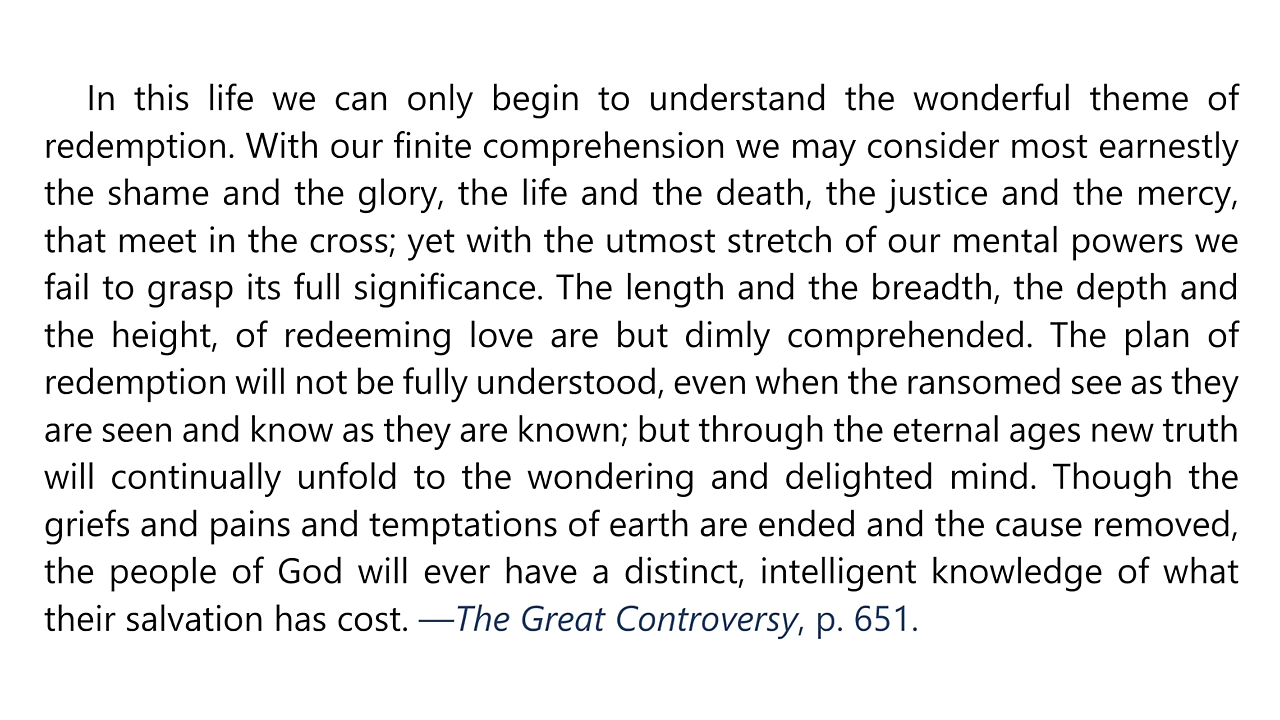 In this life we can only begin to understand the wonderful theme of
redemption. With our finite comprehension we may consider most earnestly
the shame and the glory, the life and the death, the justice and the mercy,
that meet in the cross; yet with the utmost stretch of our mental powers we
fail to grasp its full significance. The length and the breadth, the depth and
the height, of redeeming love are but dimly comprehended. The plan of
redemption will not be fully understood, even when the ransomed see as they
are seen and know as they are known; but through the eternal ages new truth
will continually unfold to the wondering and delighted mind. Though the
griefs and pains and temptations of earth are ended and the cause removed,
the people of God will ever have a distinct, intelligent knowledge of what
their salvation has cost. —The Great Controversy, p. 651.